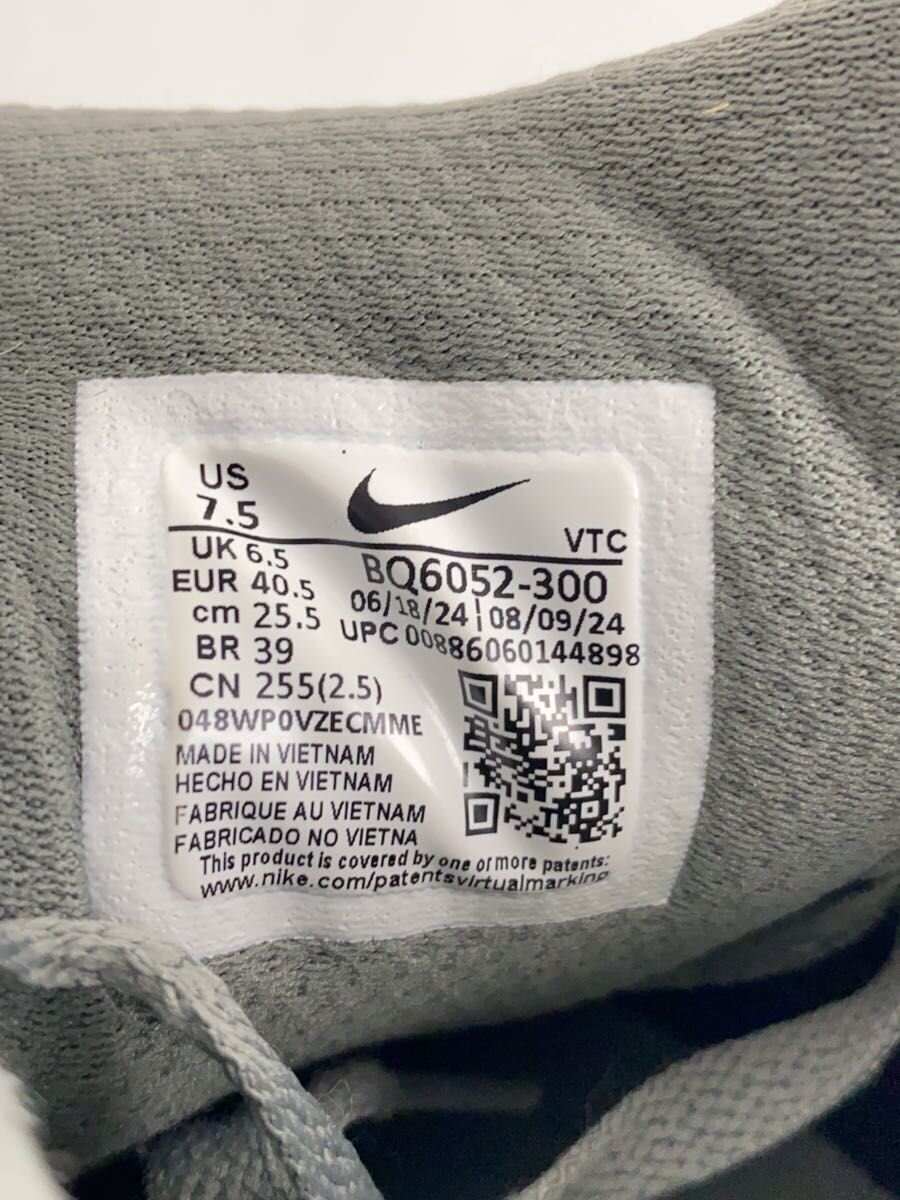 US
7.5
VTC
UK 6.5
BQ6052-300
EUR 40.5
06/18/24 | 08/09/24
cm 25.5
UPC 00886060144898
BR 39
CN 255(2.5)
048WP0VZECMME
MADE IN VIETNAM
HECHO EN VIETNAM
FABRIQUE AU VIETNAM
FABRICADO NO VIETNA
This product is covered by one or more patents:
www.nike.com/patentsvirtualmarking